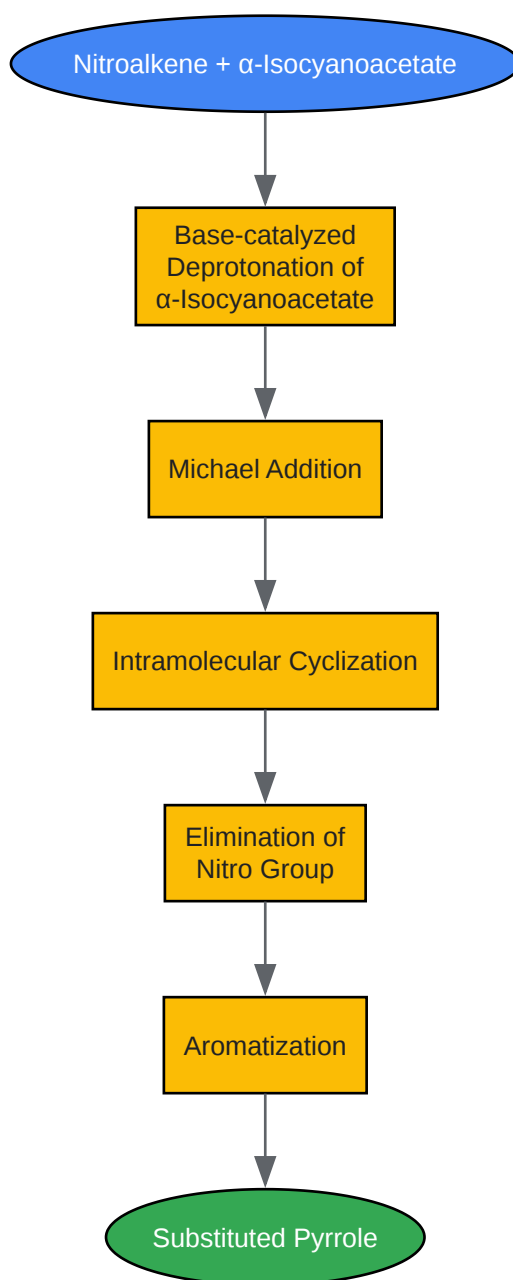 Nitroalkene + α-Isocyanoacetate
Base-catalyzed
Deprotonation of
α-Isocyanoacetate
Michael Addition
Intramolecular Cyclization
Elimination of
Nitro Group
Aromatization
Substituted Pyrrole